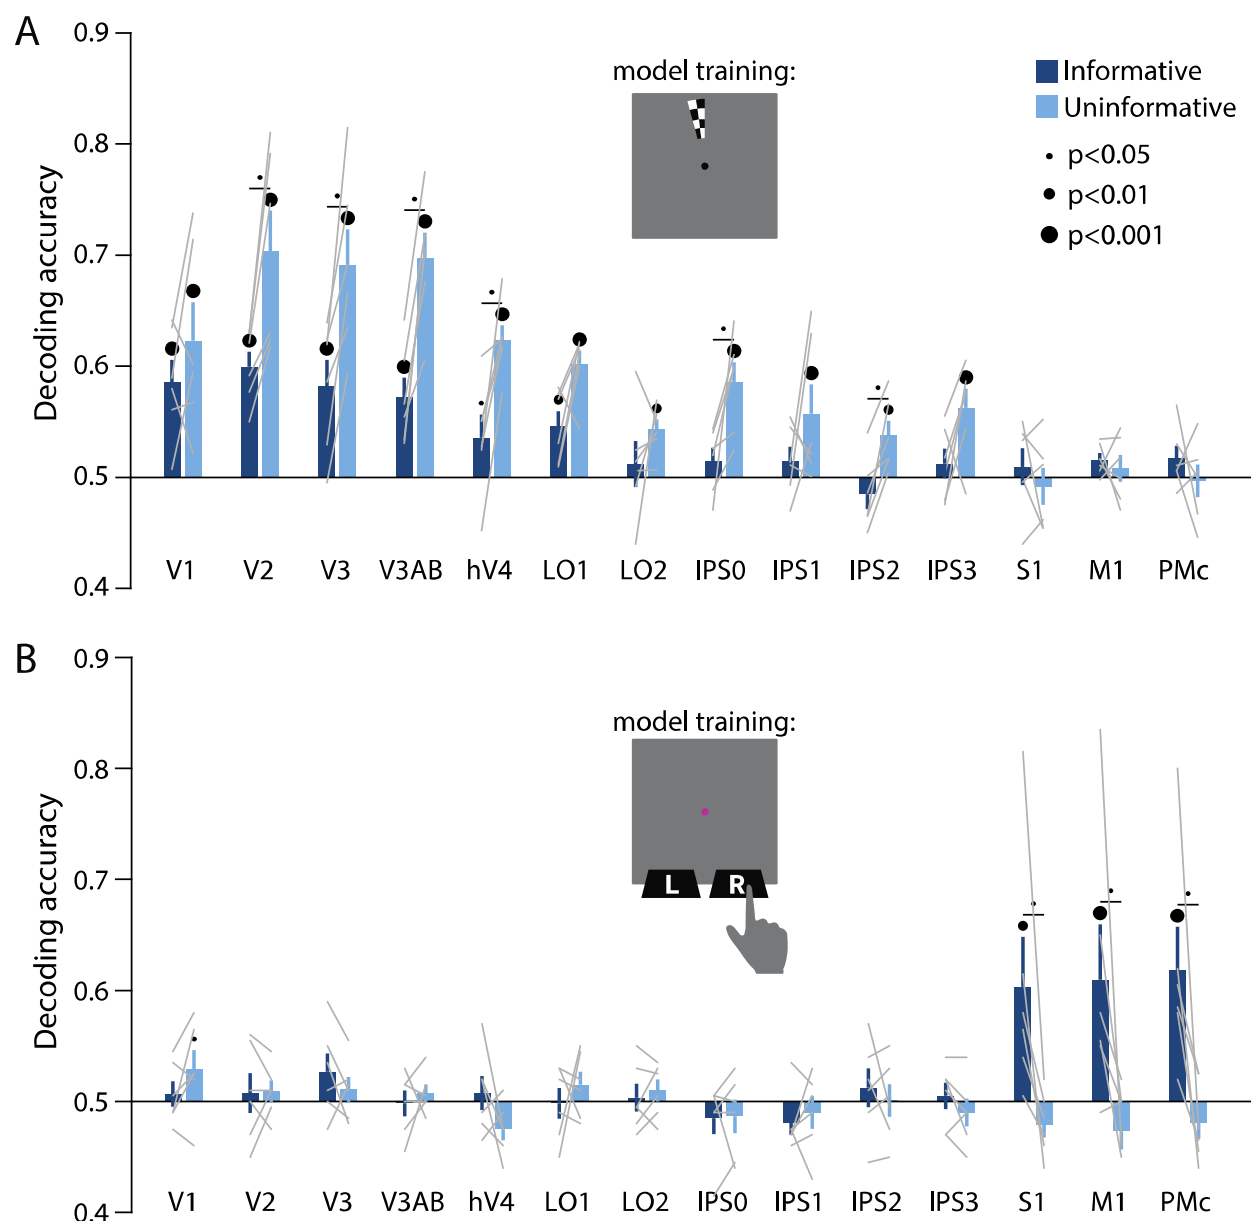 A
0.9
0.8
0.7
0.6
0.5
0.4
Decoding accuracy
model training:
Informative
Uninformative
p<0.05
p<0.01
p<0.001
V1 V2 V3 V3AB hV4 LO1 LO2 IPS0 IPS1 IPS2 IPS3 S1 M1 PMc
B
0.9
0.8
0.7
0.6
0.5
0.4
Decoding accuracy
model training:
L R
V1 V2 V3 V3AB hV4 LO1 LO2 IPS0 IPS1 IPS2 IPS3 S1 M1 PMc